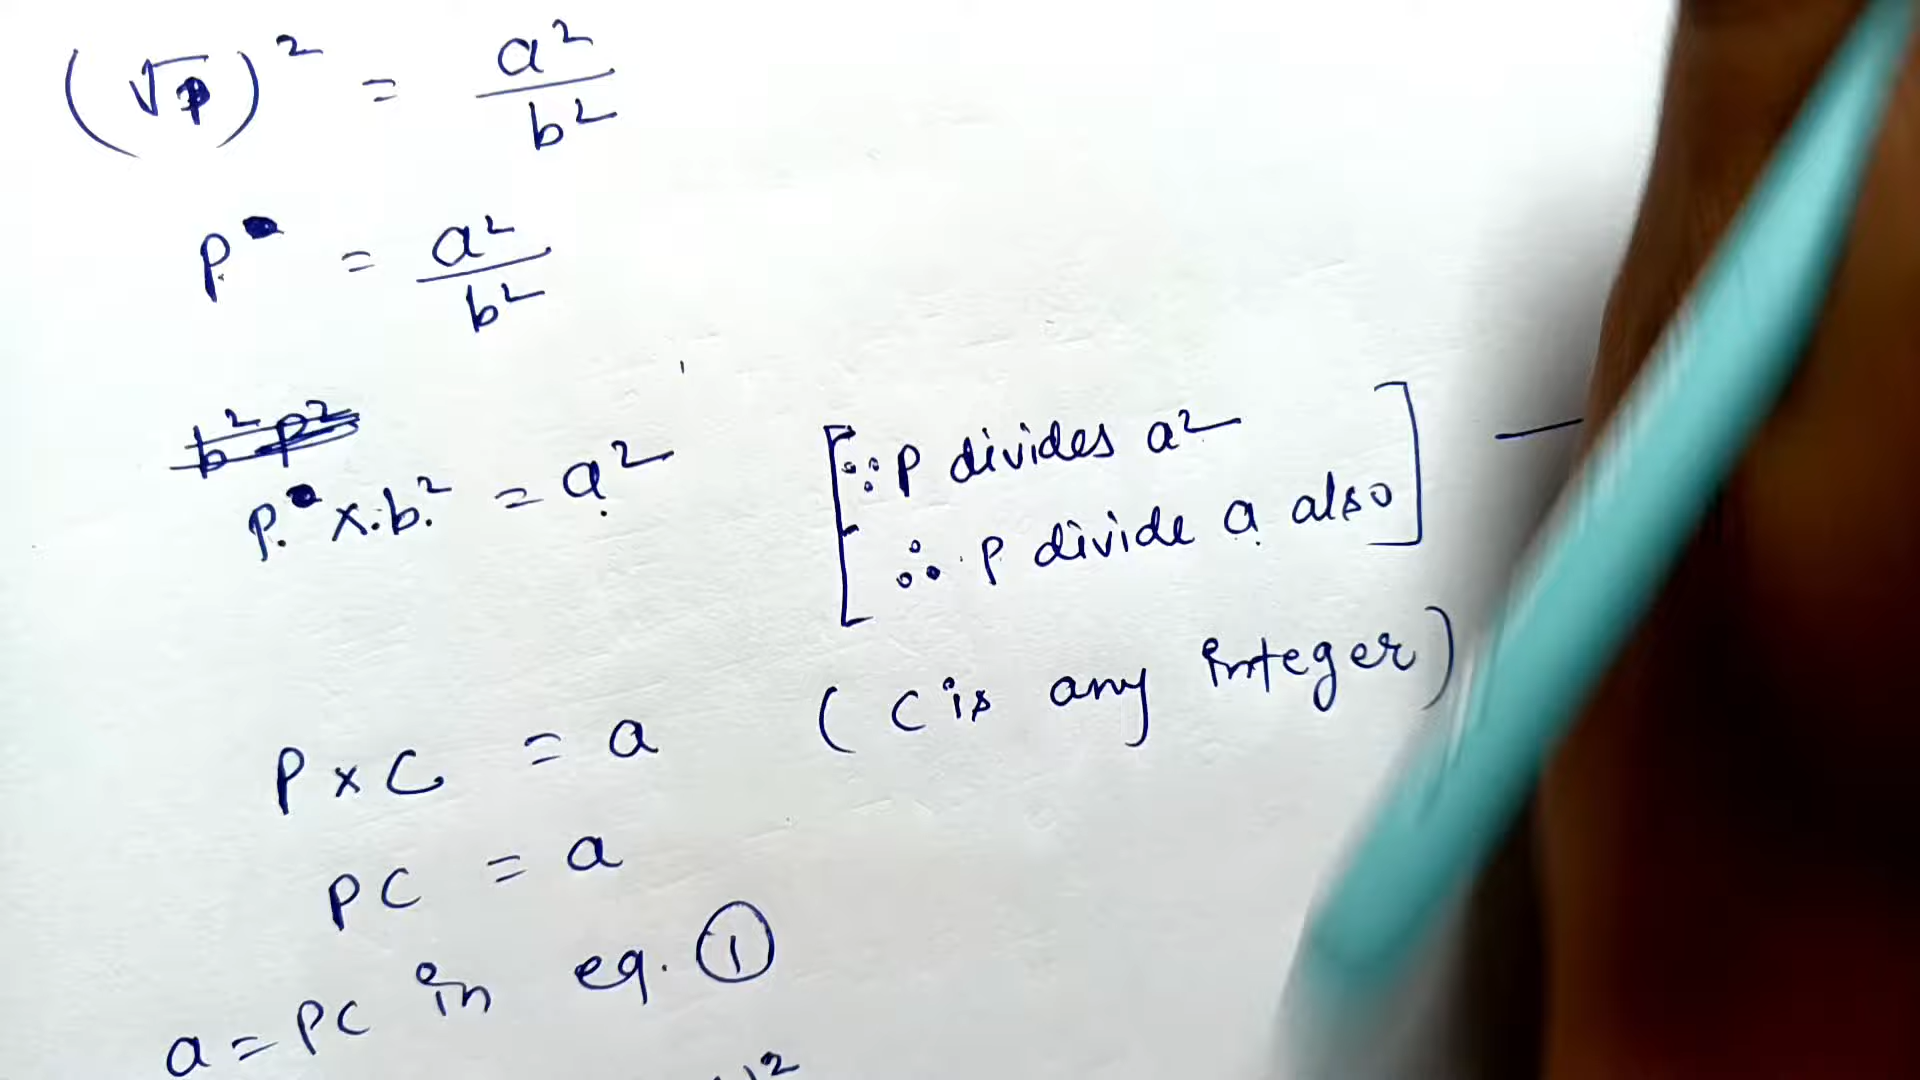 (√p)² = a²/b²
p = a²/b²
p × b² = a² [∵ p divides a²
∴ p divide a also]
p × c = a (c is any integer)
pc = a
a = pc in eq. ①